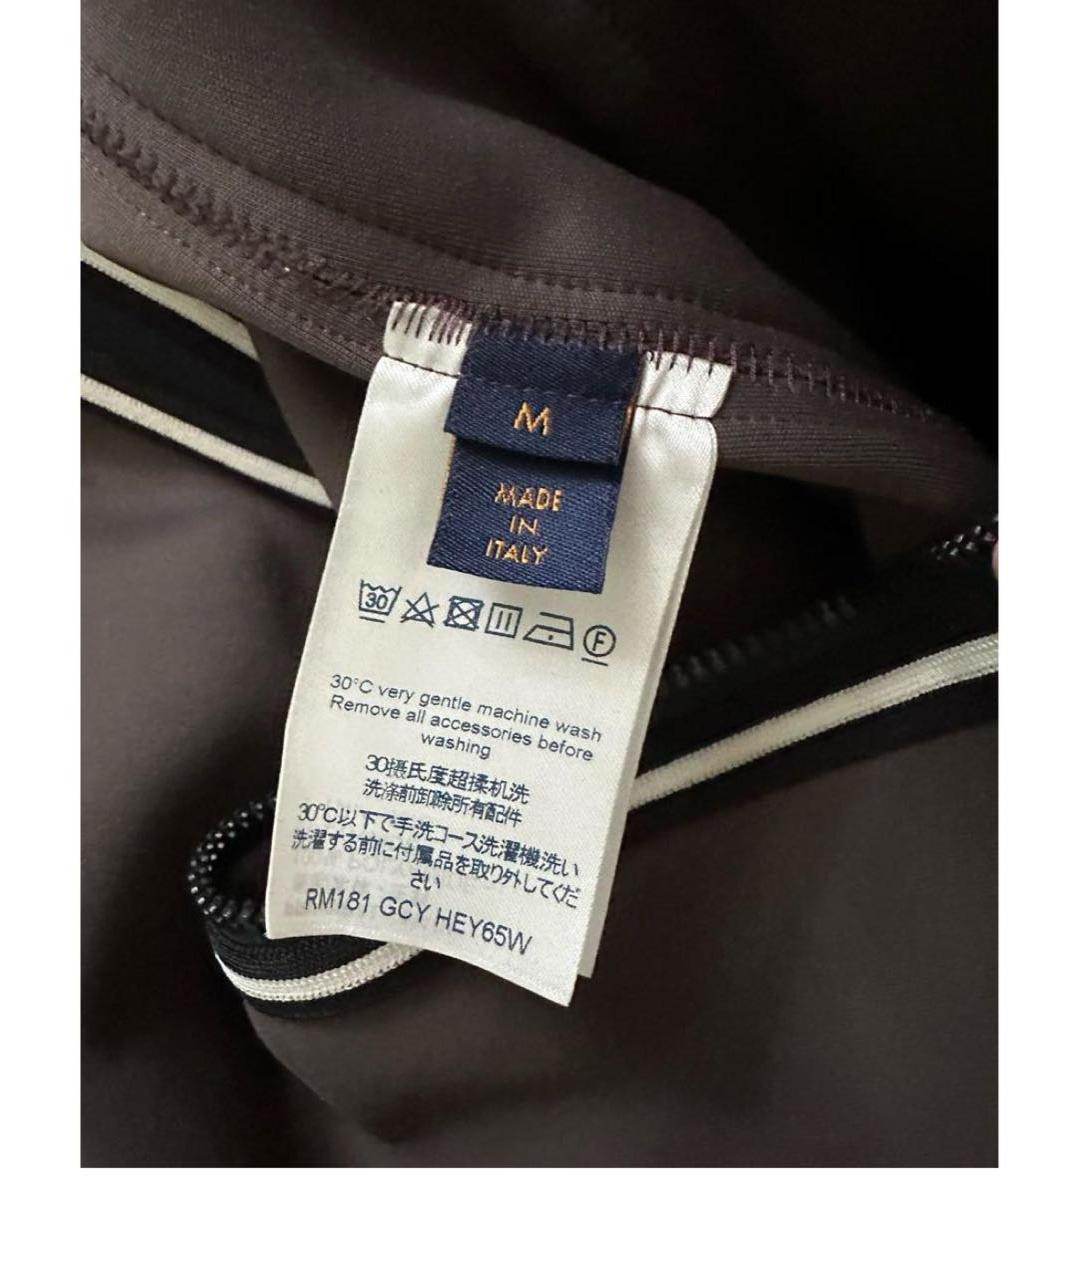 M
MADE
IN
ITALY
30
F
30°C very gentle machine wash
Remove all accessories before
washing
30摄氏度超揉机洗
洗涤前卸除所有配件
30°C以下で手洗コース洗濯機洗い
洗濯する前に付属品を取り外してくだ
さい
RM181 GCY HEY65W